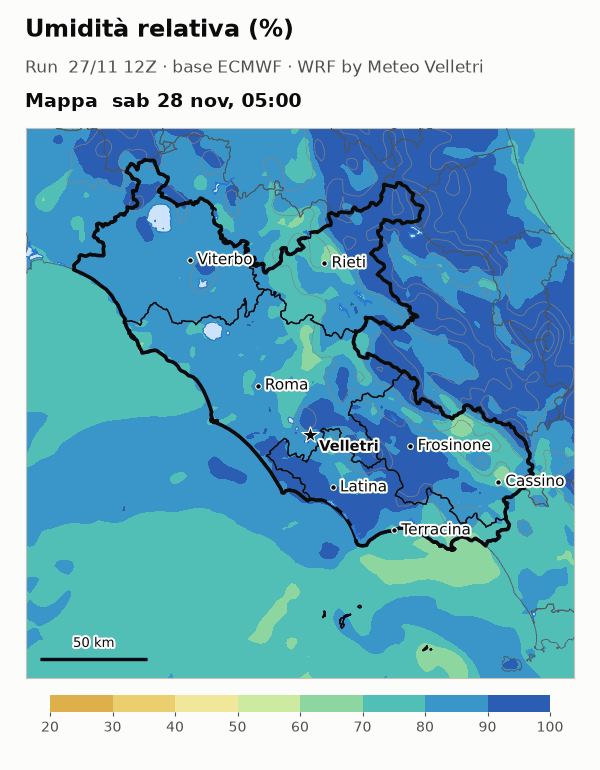 Umidità relativa (%)
Run  27/11 12Z · base ECMWF · WRF by Meteo Velletri
Mappa  sab 28 nov, 05:00
Viterbo
Rieti
Roma
Velletri
Frosinone
Latina
Cassino
Terracina
50 km
20 30 40 50 60 70 80 90 100